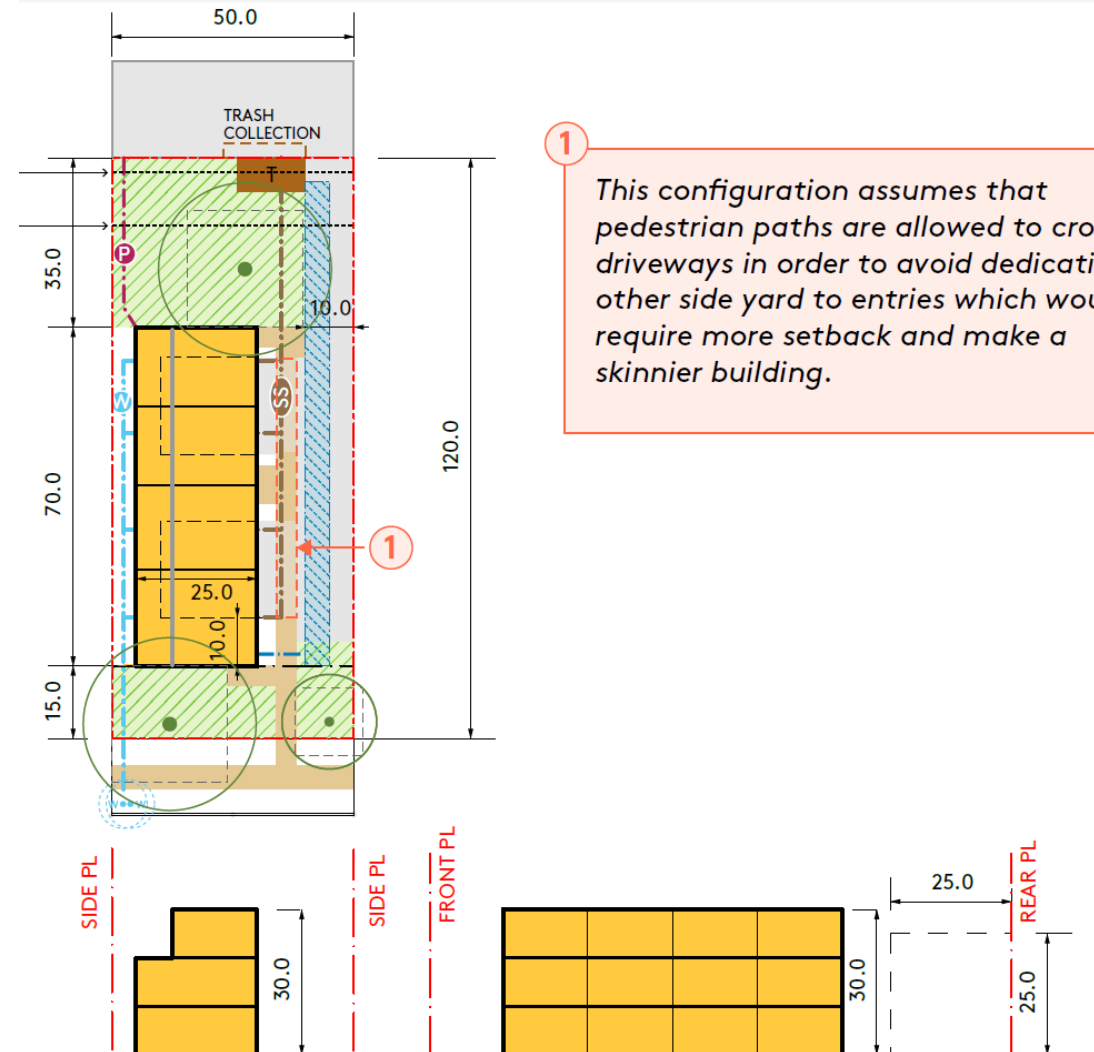 50.0
TRASH
COLLECTION
T
1
This configuration assumes that
pedestrian paths are allowed to cro
driveways in order to avoid dedicati
other side yard to entries which wou
require more setback and make a
skinnier building.
P
35.0
10.0
W
SS
120.0
70.0
1
25.0
10.0
15.0
W W
SIDE PL
SIDE PL
FRONT PL
25.0
REAR PL
30.0
30.0
25.0